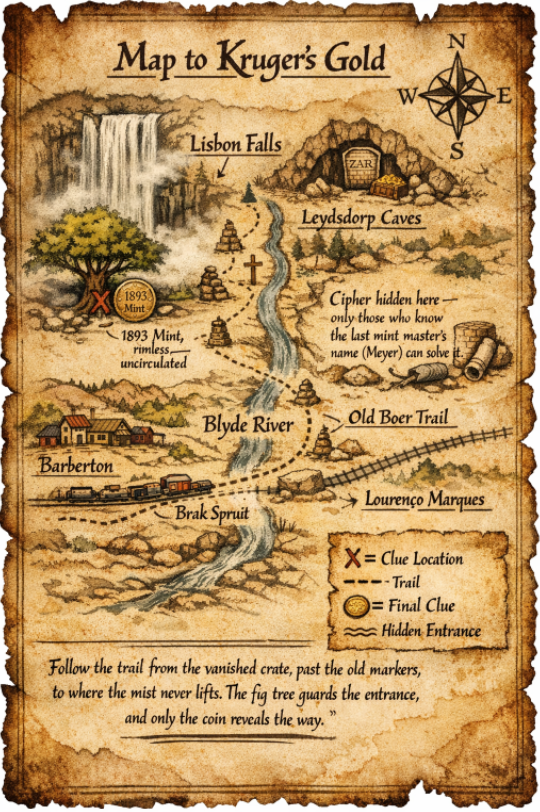 Map to Kruger's Gold
N
W E
S
Lisbon Falls
ZAR
Leydsdorp Caves
1893
Mint
1893 Mint,
rimless
uncirculated
Cipher hidden here —
only those who know
the last mint master's
name (Meyer) can solve it.
Blyde River
Old Boer Trail
Barberton
Lourenço Marques
Brak Spruit
X = Clue Location
---- Trail
= Final Clue
Hidden Entrance
Follow the trail from the vanished crate, past the old markers,
to where the mist never lifts. The fig tree guards the entrance,
and only the coin reveals the way. ”